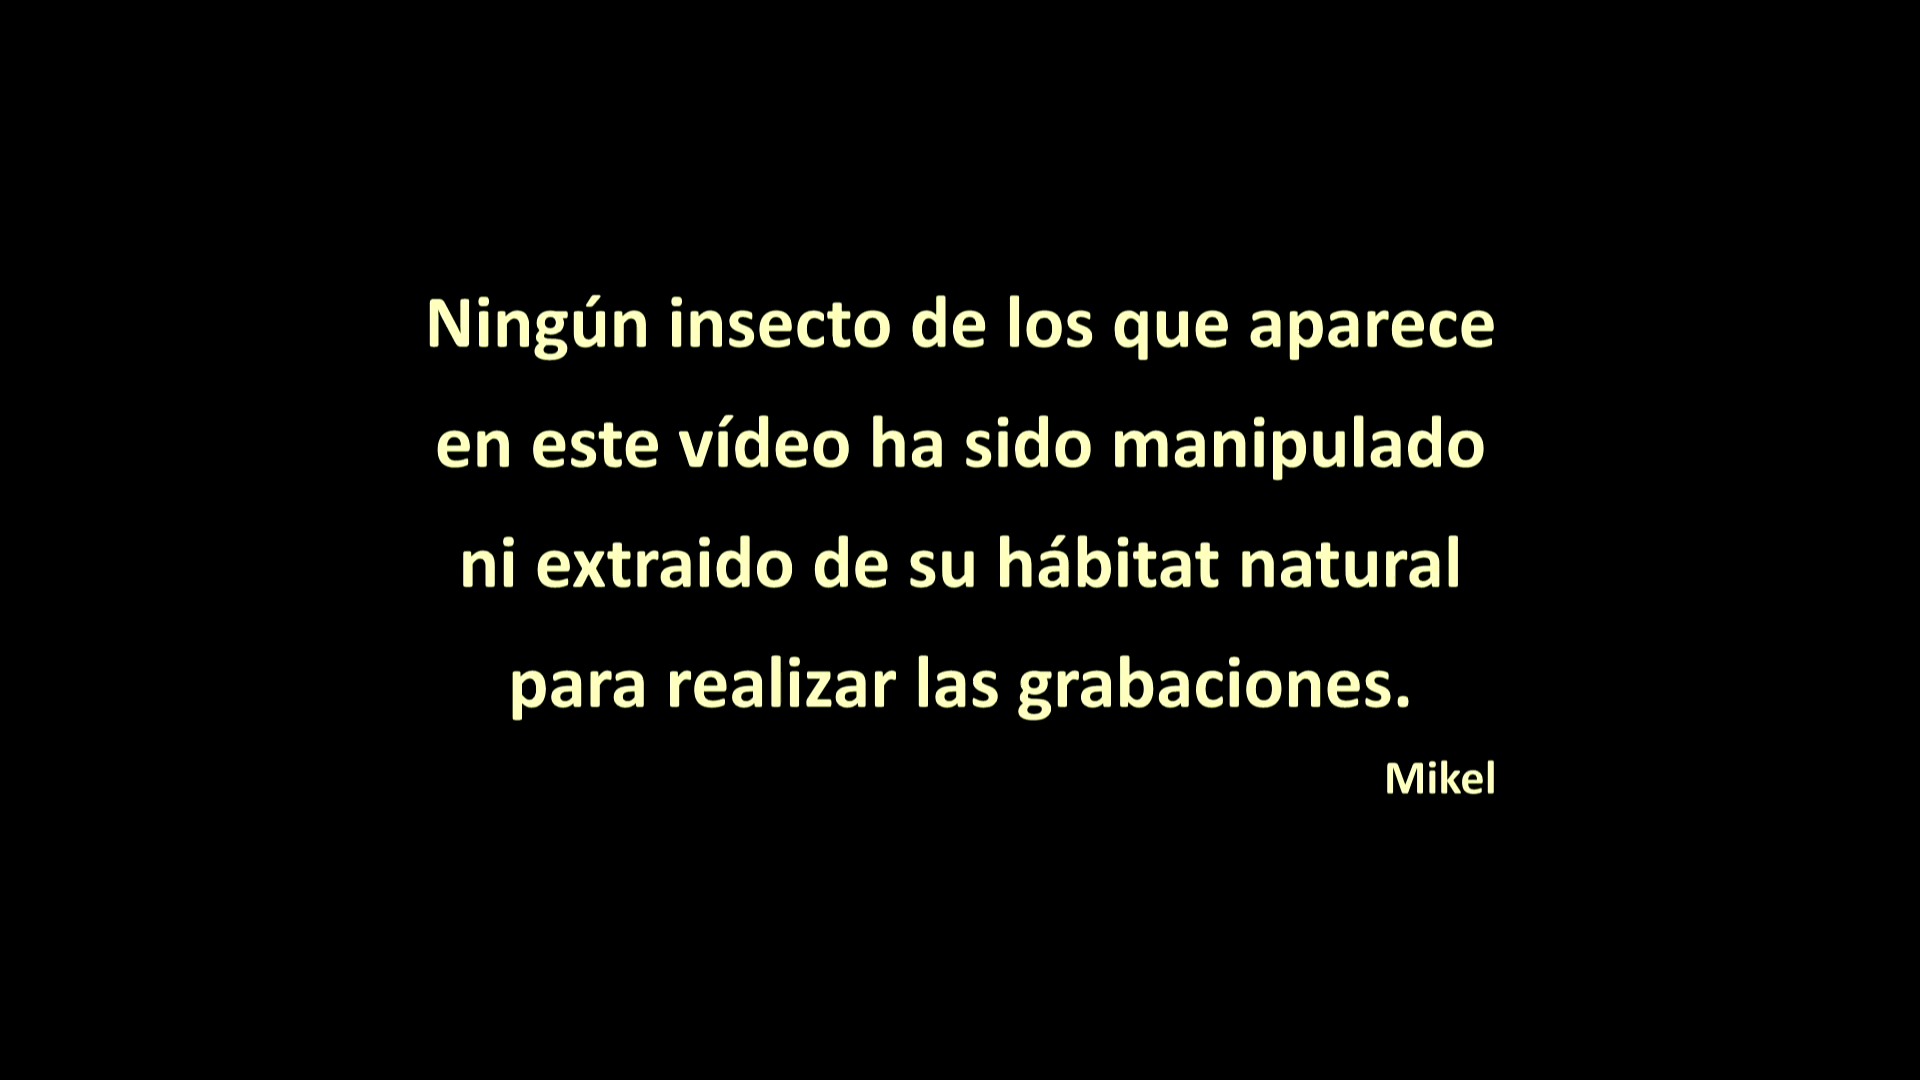 Ningún insecto de los que aparece
en este vídeo ha sido manipulado
ni extraido de su hábitat natural
para realizar las grabaciones.
Mikel